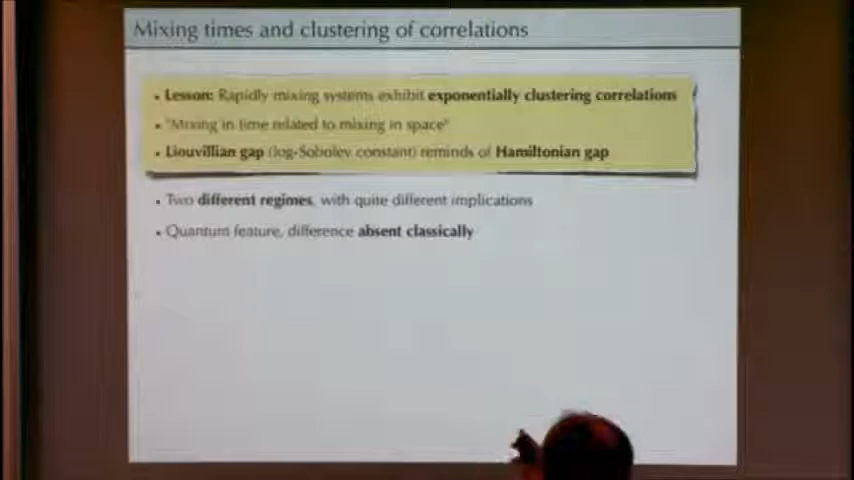 Mixing times and clustering of correlations
• Lesson: Rapidly mixing systems exhibit exponentially clustering correlations
• "Mixing in time related to mixing in space"
• Liouvillian gap (log-Sobolev constant) reminds of Hamiltonian gap
• Two different regimes, with quite different implications
• Quantum feature, difference absent classically